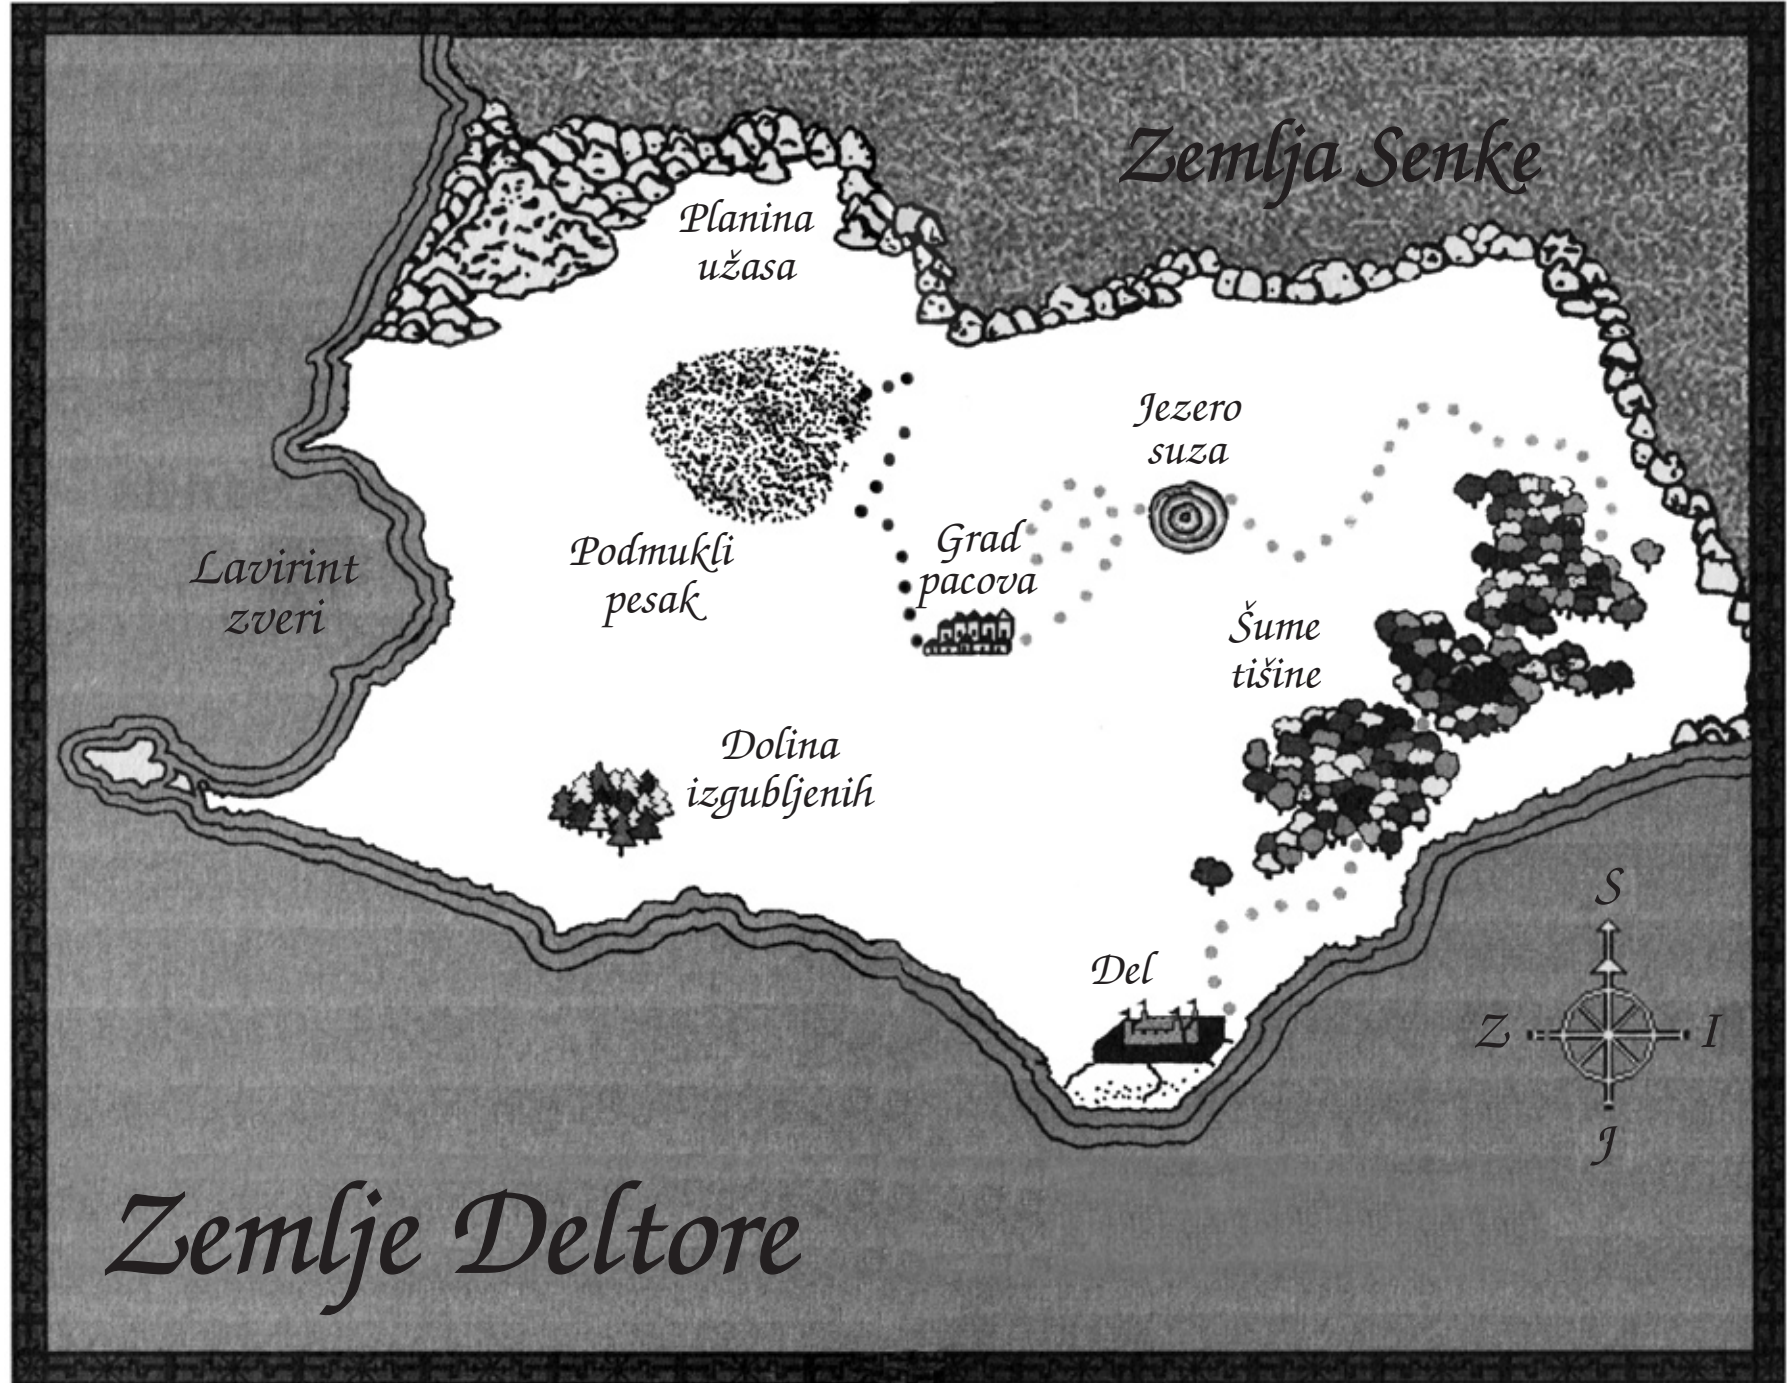 Zemlja Senke
Planina
užasa
Jezero
suza
Grad
pacova
Podmukli
pesak
Lavirint
zveri
Šume
tišine
Dolina
izgubljenih
Del
S
Z
I
J
Zemlje Deltore